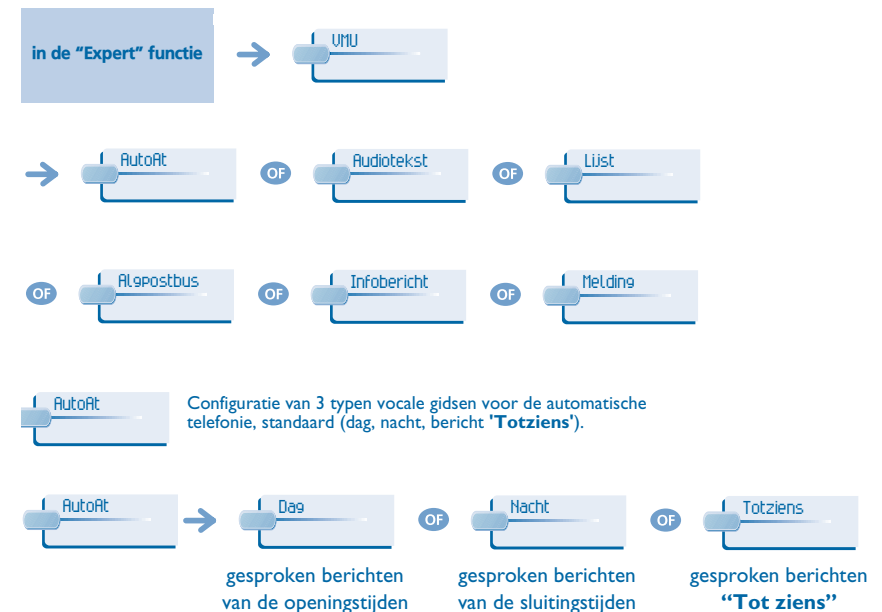 in de “Expert” functie
VMU
AutoAt OF Audiotekst OF Lijst
OF Algpostbus OF Infobericht OF Melding
AutoAt
Configuratie van 3 typen vocale gidsen voor de automatische
telefonie, standaard (dag, nacht, bericht 'Totziens').
AutoAt Dag OF Nacht OF Totziens
gesproken berichten gesproken berichten gesproken berichten
van de openingstijden van de sluitingstijden “Tot ziens”